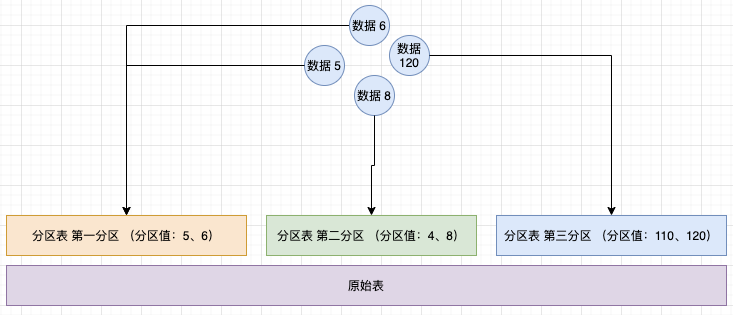 数据 6
数据
120
数据 5
数据 8
分区表 第一分区 （分区值：5、6）
分区表 第二分区 （分区值：4、8）
分区表 第三分区 （分区值：110、120）
原始表